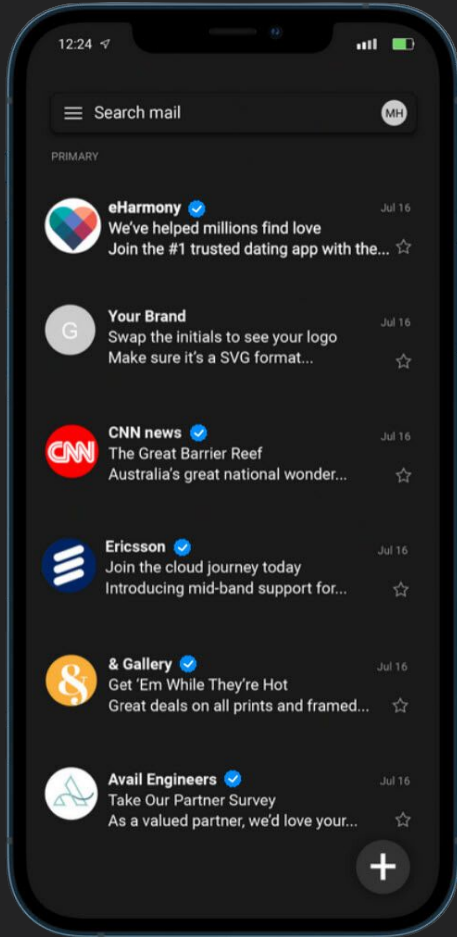 12:24
Search mail
MH
PRIMARY
eHarmony
Jul 16
We've helped millions find love
Join the #1 trusted dating app with the...
G
Your Brand
Jul 16
Swap the initials to see your logo
Make sure it's a SVG format...
CNN
CNN news
Jul 16
The Great Barrier Reef
Australia's great national wonder...
Ericsson
Jul 16
Join the cloud journey today
Introducing mid-band support for...
&
& Gallery
Jul 16
Get 'Em While They're Hot
Great deals on all prints and framed...
Avail Engineers
Jul 16
Take Our Partner Survey
As a valued partner, we'd love your...